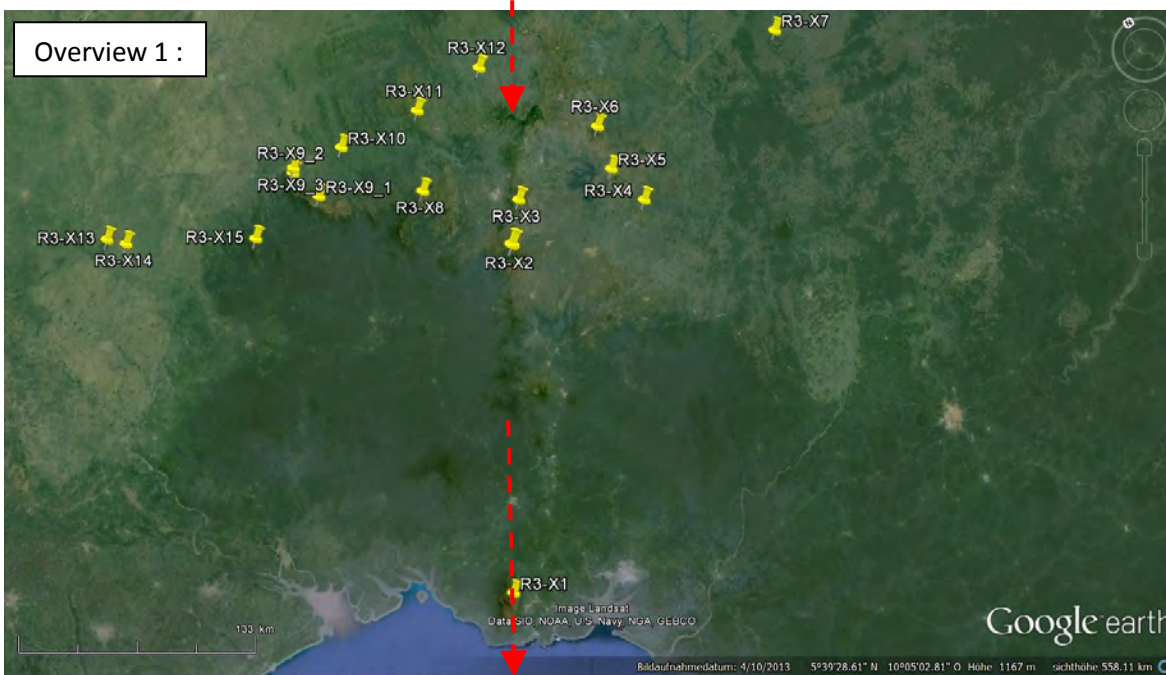 Overview 1 :
R3-X7
R3-X12
R3-X11
R3-X6
R3-X10
R3-X9_2
R3-X5
R3-X9_3
R3-X9_1
R3-X4
R3-X8
R3-X3
R3-X13
R3-X15
R3-X14
R3-X2
R3-X1
Image Landsat
Data SIO, NOAA, U.S. Navy, NGA, GEBCO
Google earth
133 km
Bildaufnahmedatum: 4/10/2013 5°39'28.61" N 10°05'02.81" O Höhe 1167 m sichthöhe 558.11 km
N